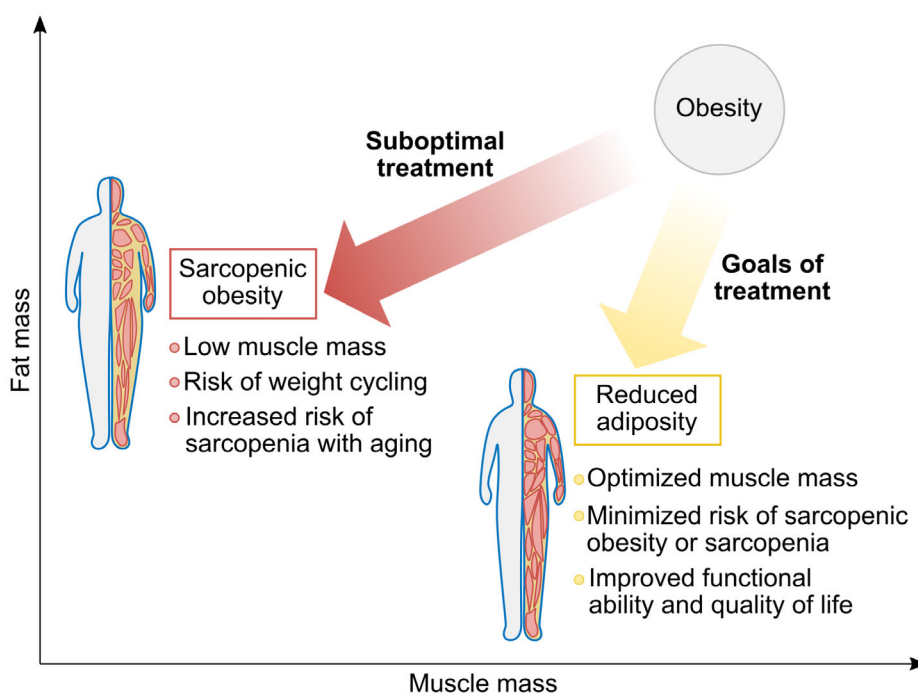 Obesity
Suboptimal
treatment
Goals of
treatment
Sarcopenic
obesity
Low muscle mass
Risk of weight cycling
Increased risk of
sarcopenia with aging
Reduced
adiposity
Optimized muscle mass
Minimized risk of sarcopenic
obesity or sarcopenia
Improved functional
ability and quality of life
Fat mass
Muscle mass